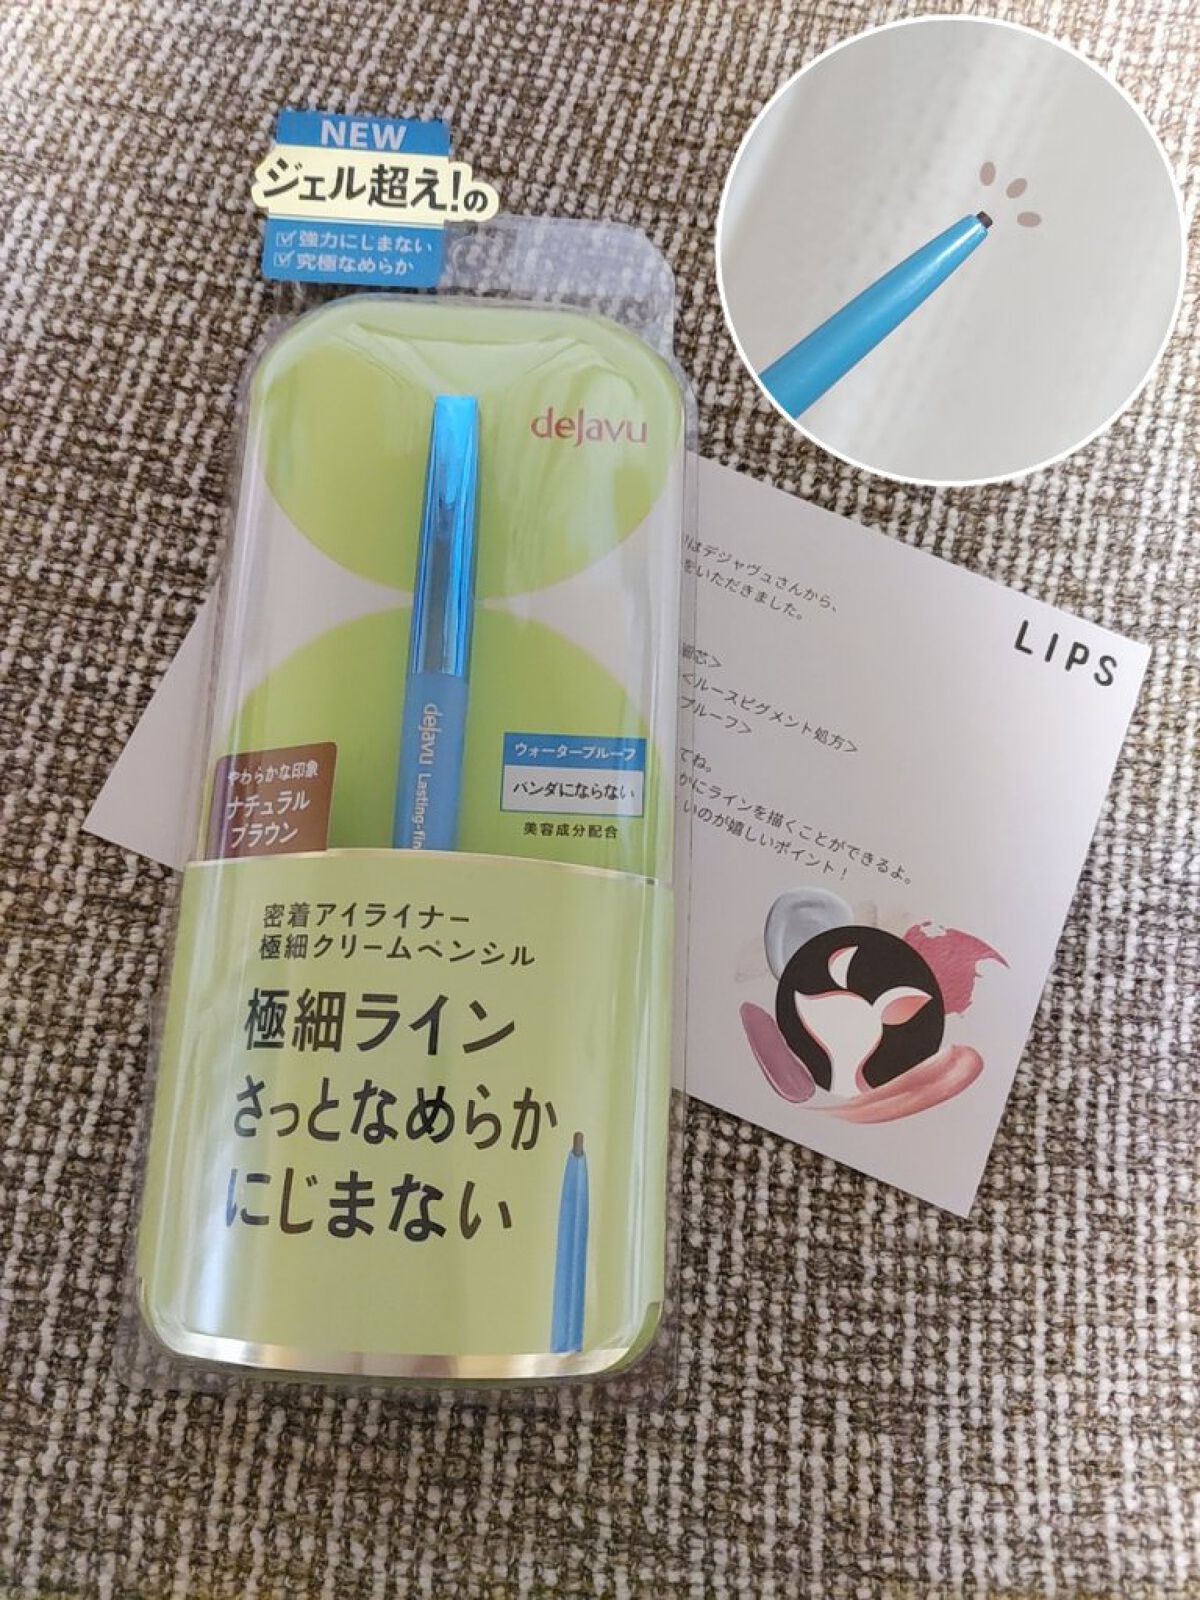 NEW
ジェル超え!の
強力にじまない
究極なめらか
dejavu
dejavu Lasting-fin
やわらかな印象
ナチュラル
ブラウン
ウォータープルーフ
パンダにならない
美容成分配合
密着アイライナー
極細クリームペンシル
極細ライン
さっとなめらか
にじまない
LIPS
はデジャヴュさんから、
をいただきました。
細芯>
<ルースピグメント処方>
プルーフ>
てね。
かにラインを描くことができるよ。
いのが嬉しいポイント!